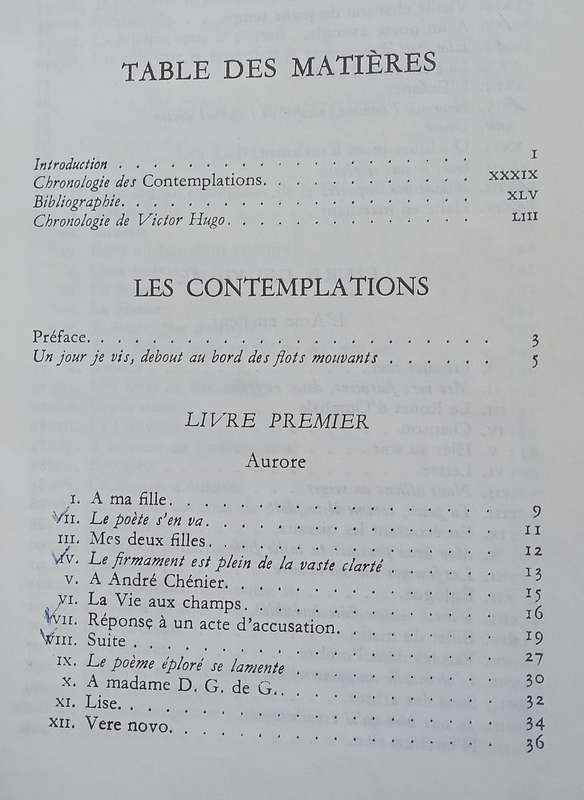 TABLE DES MATIÈRES
Introduction . . . . . . . . . . . . . . . . . . I
Chronologie des Contemplations. . . . . . . . . . . XXXIX
Bibliographie. . . . . . . . . . . . . . . . . . XLV
Chronologie de Victor Hugo. . . . . . . . . . . . . LIII
LES CONTEMPLATIONS
Préface. . . . . . . . . . . . . . . . . . . . 3
Un jour je vis, debout au bord des flots mouvants . . . . . . 5
LIVRE PREMIER
Aurore
I. A ma fille. . . . . . . . . . . . . . . . . 9
II. Le poète s'en va. . . . . . . . . . . . . . . 11
III. Mes deux filles. . . . . . . . . . . . . . . 12
IV. Le firmament est plein de la vaste clarté . . . . . . 13
V. A André Chénier. . . . . . . . . . . . . . . 15
VI. La Vie aux champs. . . . . . . . . . . . . . 16
VII. Réponse à un acte d'accusation. . . . . . . . . 19
VIII. Suite . . . . . . . . . . . . . . . . . . 27
IX. Le poème éploré se lamente . . . . . . . . . . 30
X. A madame D. G. de G.. . . . . . . . . . . . . 32
XI. Lise. . . . . . . . . . . . . . . . . . . . 34
XII. Vere novo. . . . . . . . . . . . . . . . . 36